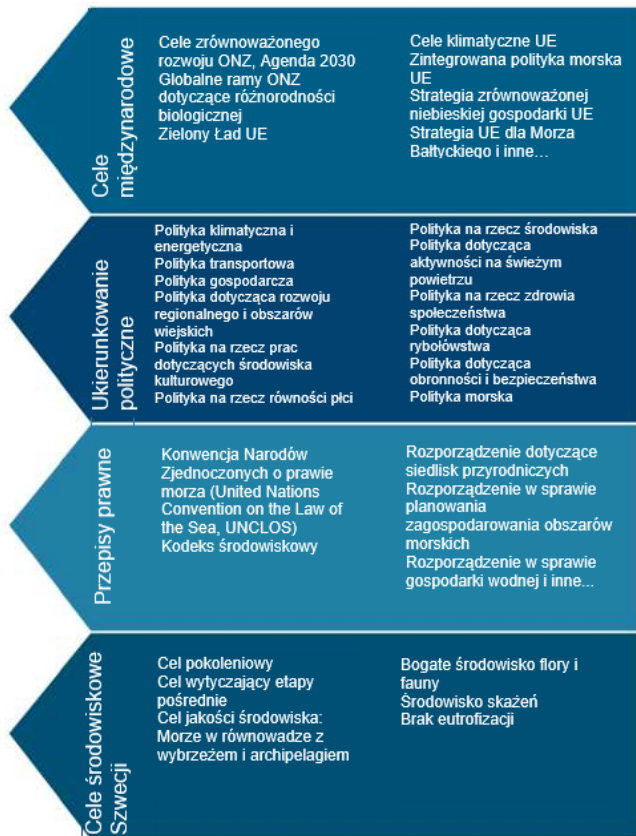 Cele
międzynarodowe
Cele zrównoważonego
rozwoju ONZ, Agenda 2030
Globalne ramy ONZ
dotyczące różnorodności
biologicznej
Zielony Ład UE
Cele klimatyczne UE
Zintegrowana polityka morska
UE
Strategia zrównoważonej
niebieskiej gospodarki UE
Strategia UE dla Morza
Bałtyckiego i inne…
Ukierunkowanie
polityczne
Polityka klimatyczna i
energetyczna
Polityka transportowa
Polityka gospodarcza
Polityka dotycząca rozwoju
regionalnego i obszarów
wiejskich
Polityka na rzecz prac
dotyczących środowiska
kulturowego
Polityka na rzecz równości płci
Polityka na rzecz środowiska
Polityka dotycząca
aktywności na świeżym
powietrzu
Polityka na rzecz zdrowia
społeczeństwa
Polityka dotycząca
rybołówstwa
Polityka dotycząca
obronności i bezpieczeństwa
Polityka morska
Przepisy prawne
Konwencja Narodów
Zjednoczonych o prawie
morza (United Nations
Convention on the Law of
the Sea, UNCLOS)
Kodeks środowiskowy
Rozporządzenie dotyczące
siedlisk przyrodniczych
Rozporządzenie w sprawie
planowania
zagospodarowania obszarów
morskich
Rozporządzenie w sprawie
gospodarki wodnej i inne...
Cele środowiskowe
Szwecji
Cel pokoleniowy
Cel wytyczający etapy
pośrednie
Cel jakości środowiska:
Morze w równowadze z
wybrzeżem i archipelagiem
Bogate środowisko flory i
fauny
Środowisko skażeń
Brak eutrofizacji